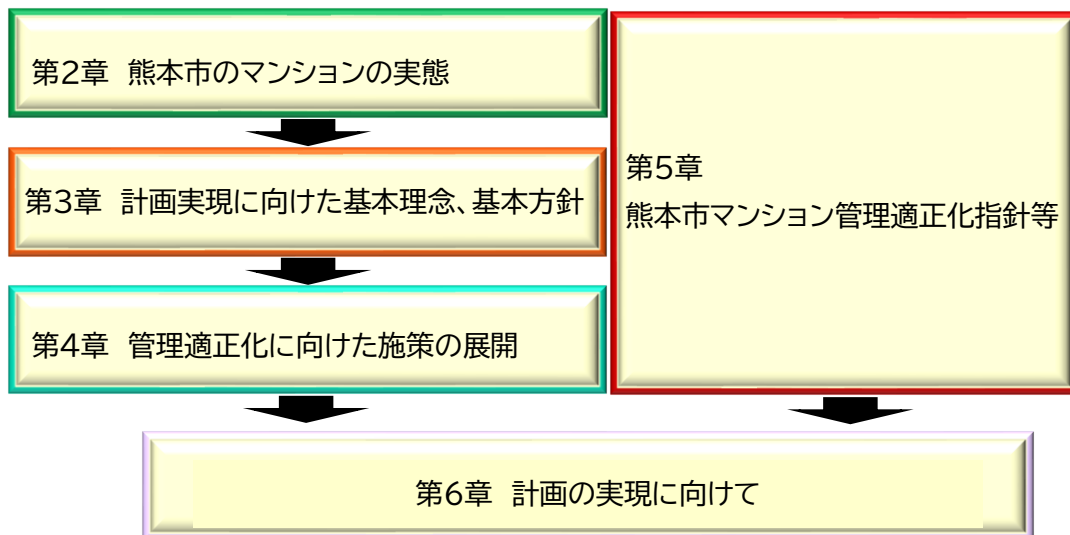 第2章 熊本市のマンションの実態
第3章 計画実現に向けた基本理念、基本方針
第4章 管理適正化に向けた施策の展開
第5章
熊本市マンション管理適正化指針等
第6章 計画の実現に向けて